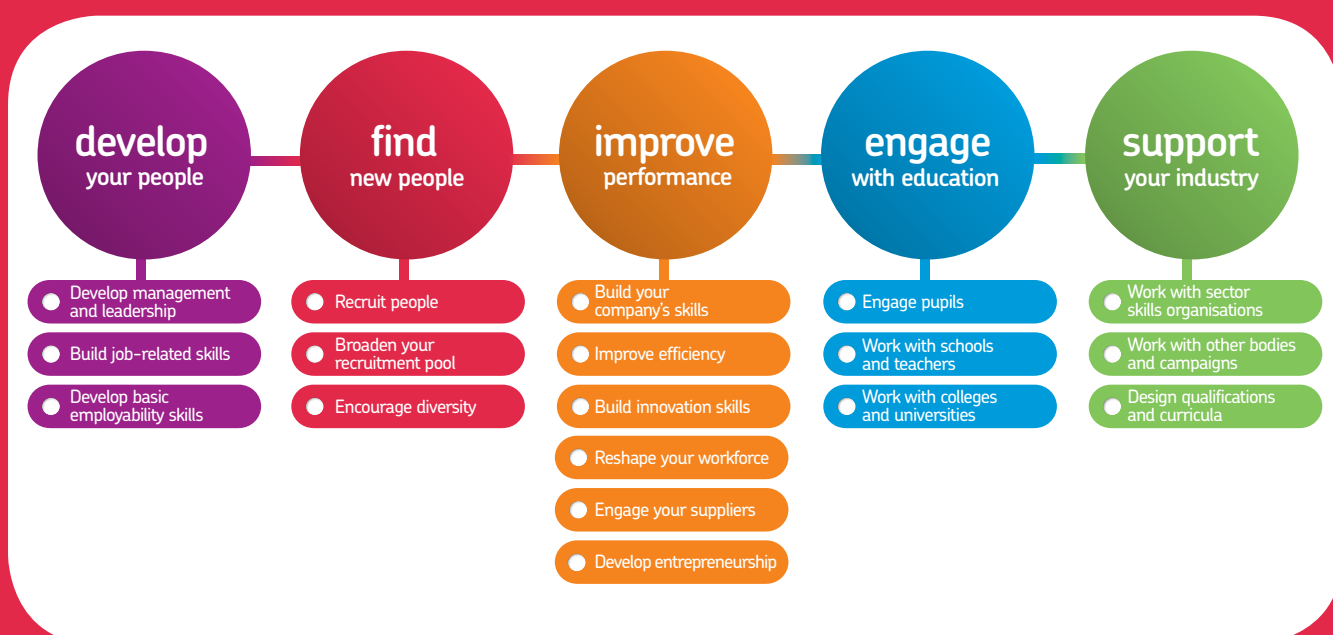 develop
your people
Develop management
and leadership
Build job-related skills
Develop basic
employability skills
find
new people
Recruit people
Broaden your
recruitment pool
Encourage diversity
improve
performance
Build your
company's skills
Improve efficiency
Build innovation skills
Reshape your workforce
Engage your suppliers
Develop entrepreneurship
engage
with education
Engage pupils
Work with schools
and teachers
Work with colleges
and universities
support
your industry
Work with sector
skills organisations
Work with other bodies
and campaigns
Design qualifications
and curricula